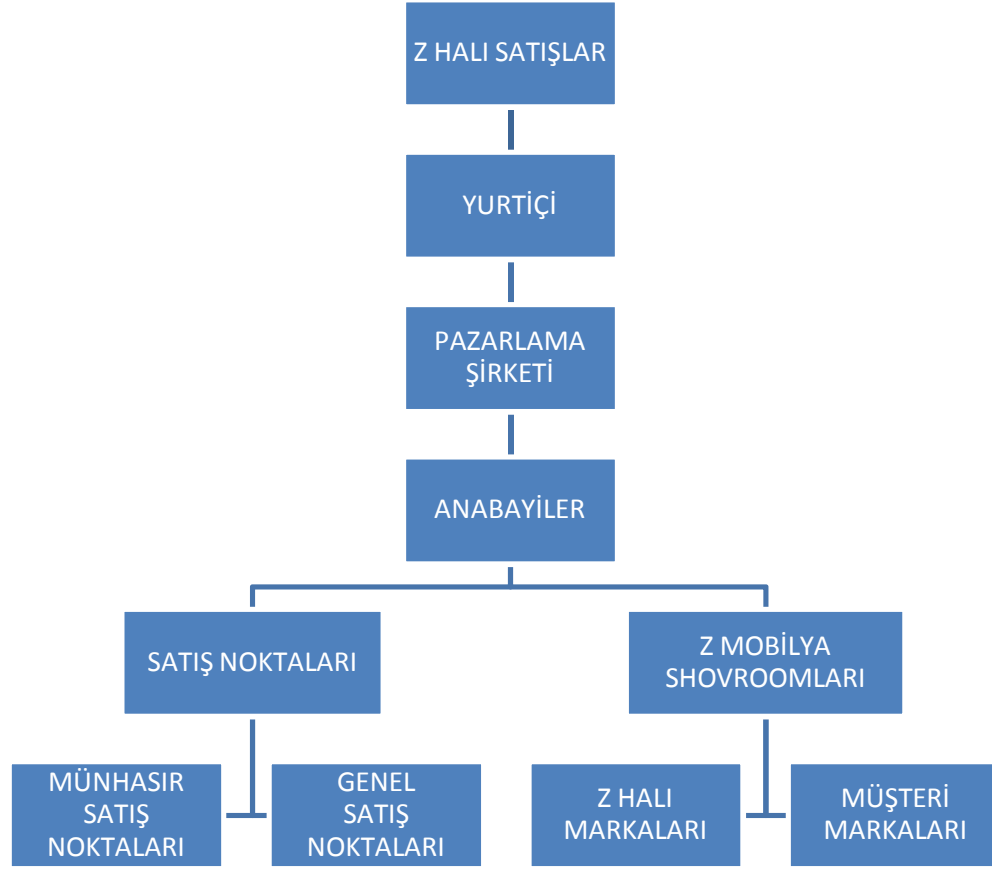 Z HALI SATIŞLAR
YURTİÇİ
PAZARLAMA
ŞİRKETİ
ANABAYİLER
SATIŞ NOKTALARI
Z MOBİLYA
SHOVROOMLARI
MÜNHASIR
SATIŞ
NOKTALARI
GENEL
SATIŞ
NOKTALARI
Z HALI
MARKALARI
MÜŞTERİ
MARKALARI